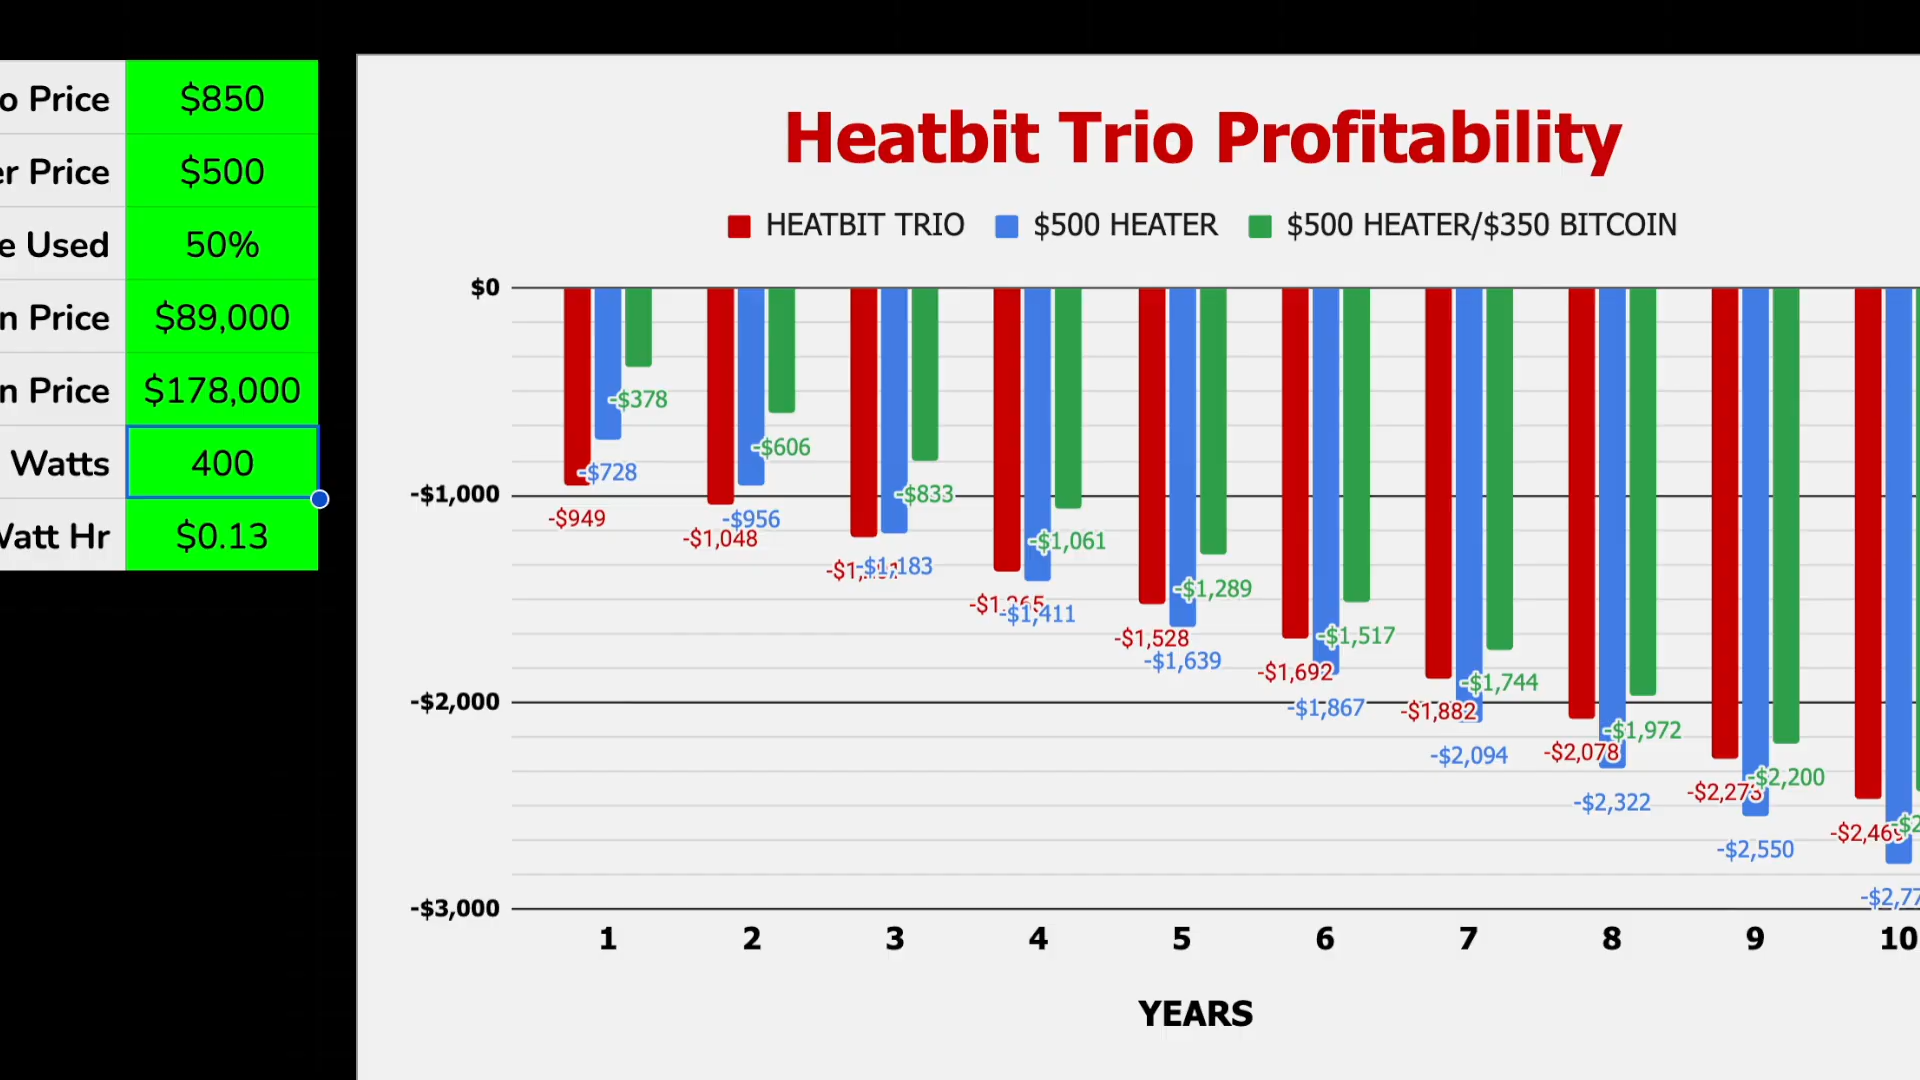 o Price $850
er Price $500
e Used 50%
n Price $89,000
n Price $178,000
Watts 400
Watt Hr $0.13
Heatbit Trio Profitability
HEATBIT TRIO $500 HEATER $500 HEATER/$350 BITCOIN
$0
-$1,000
-$2,000
-$3,000
-$949 -$728 -$378
-$1,048 -$956 -$606
-$1,183 -$833
-$1,411 -$1,061
-$1,528 -$1,639 -$1,289
-$1,692 -$1,867 -$1,517
-$1,882 -$2,094 -$1,744
-$2,078 -$2,322 -$1,972
-$2,273 -$2,550 -$2,200
-$2,469 -$2,77 -$2
1 2 3 4 5 6 7 8 9 10
YEARS